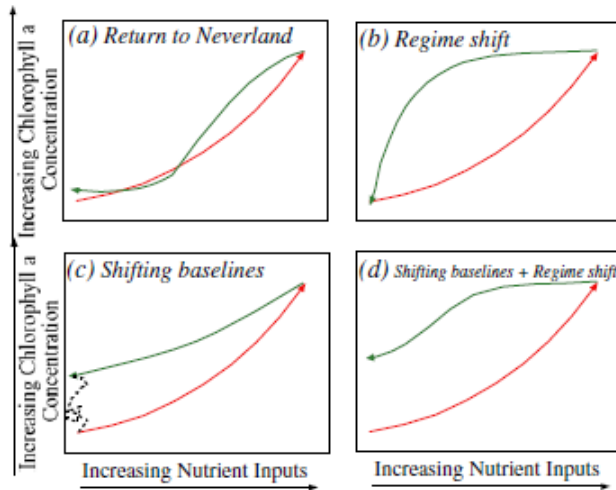 (a) Return to Neverland
(b) Regime shift
Increasing Chlorophyll a
Concentration
(c) Shifting baselines
(d) Shifting baselines + Regime shift
Increasing Chlorophyll a
Concentration
Increasing Nutrient Inputs
Increasing Nutrient Inputs